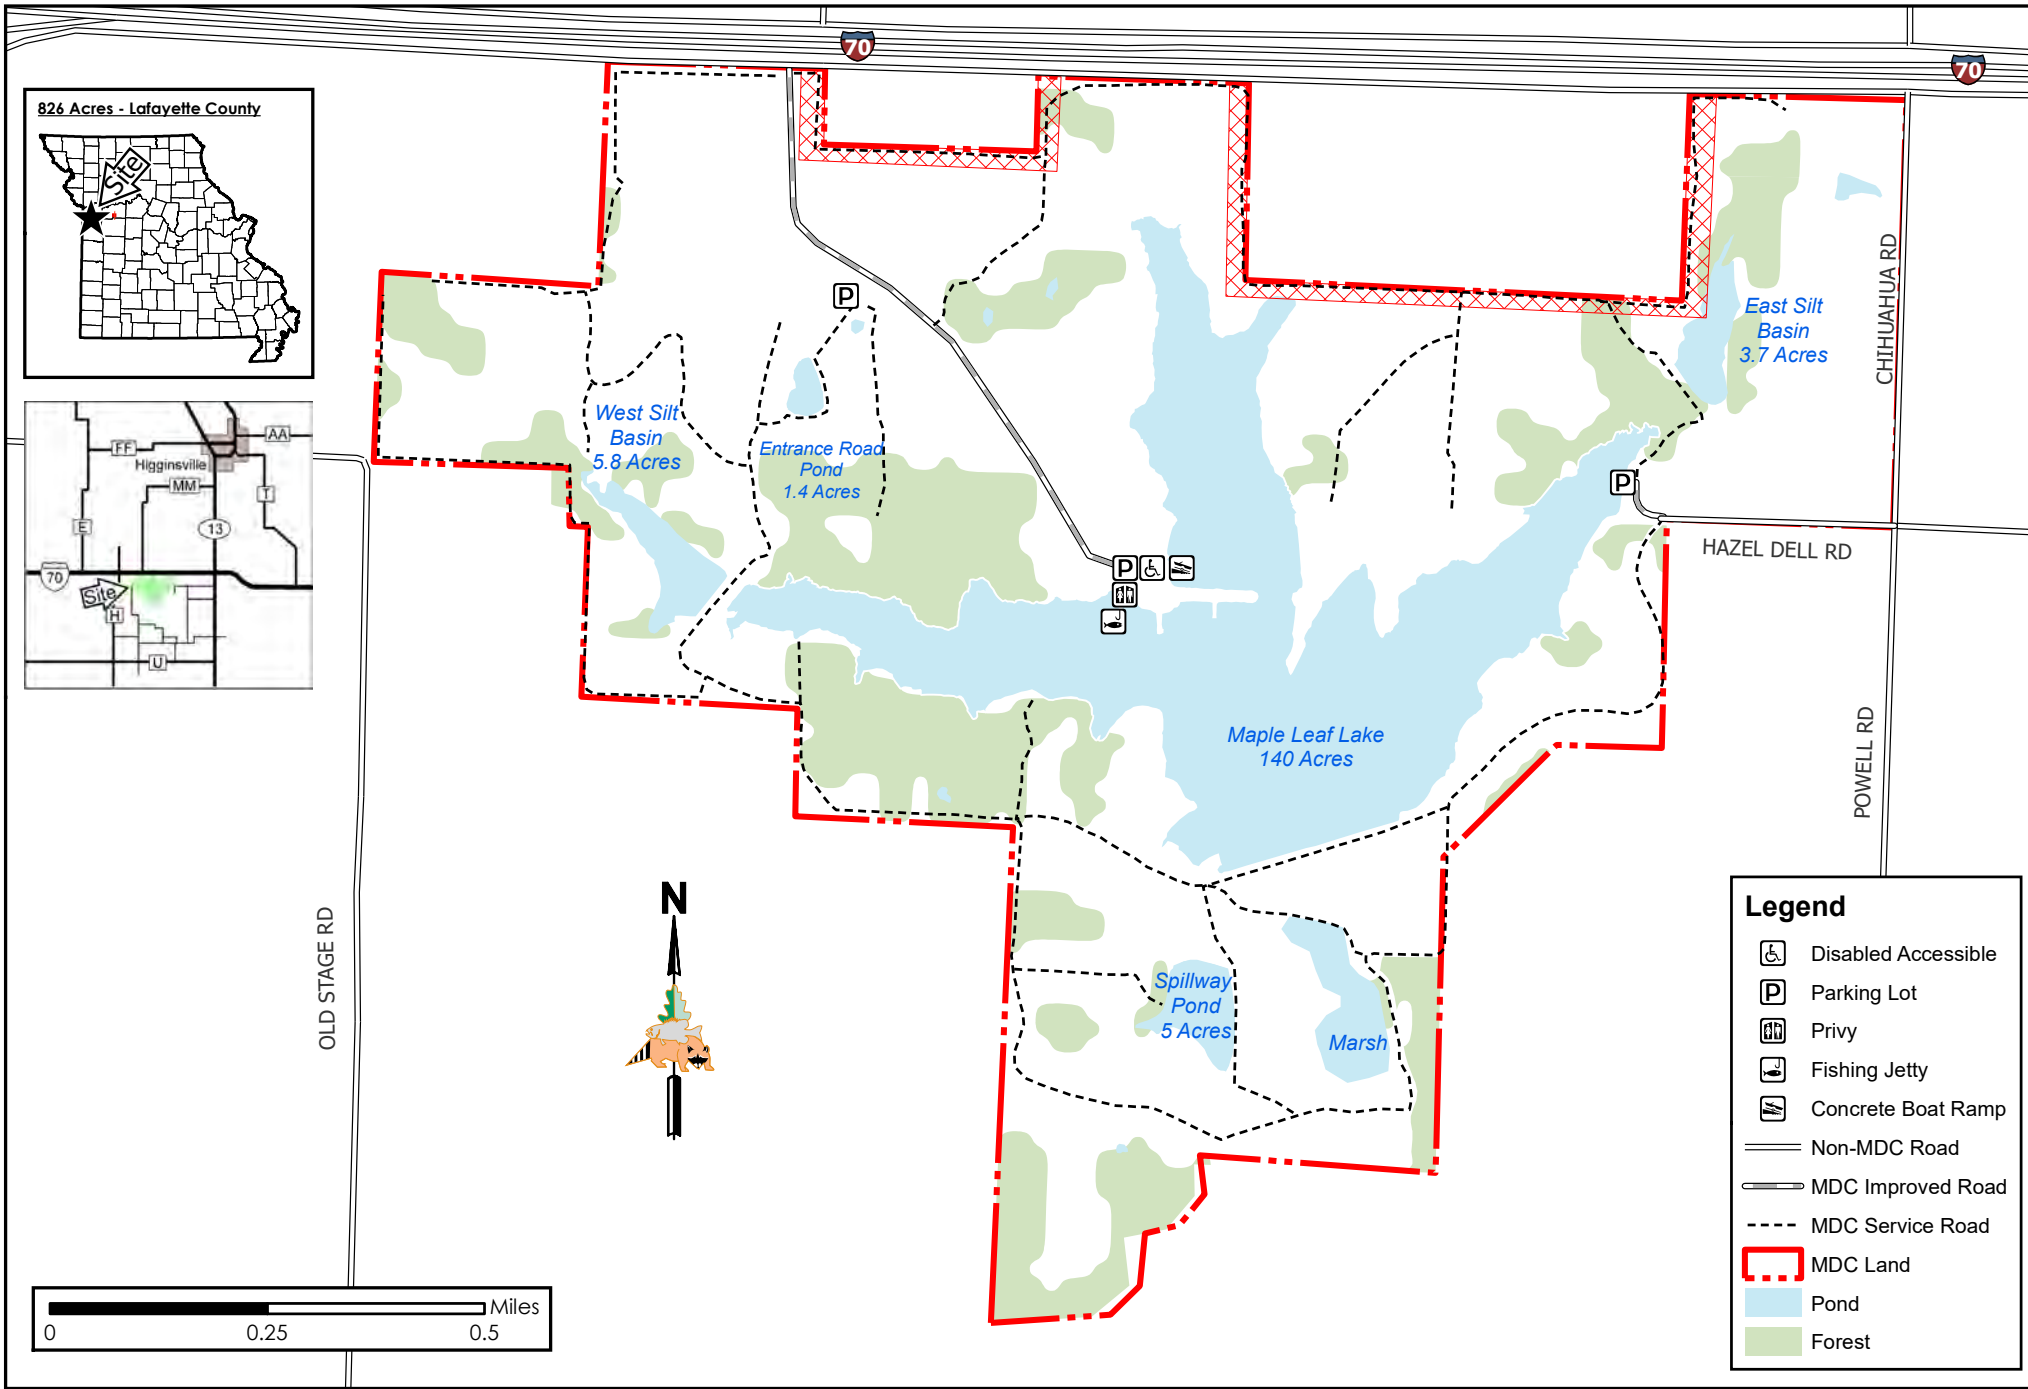 70
70
826 Acres - Lafayette County
Site
FF
AA
Higginsville
MM
T
E
13
70
Site
H
U
P
West Silt
Basin
5.8 Acres
Entrance Road
Pond
1.4 Acres
East Silt
Basin
3.7 Acres
CHIHUAHUA RD
P
HAZEL DELL RD
P
Maple Leaf Lake
140 Acres
POWELL RD
OLD STAGE RD
N
Spillway
Pond
5 Acres
Marsh
Legend
Disabled Accessible
P Parking Lot
Privy
Fishing Jetty
Concrete Boat Ramp
Non-MDC Road
MDC Improved Road
MDC Service Road
MDC Land
Pond
Forest
Miles
0 0.25 0.5